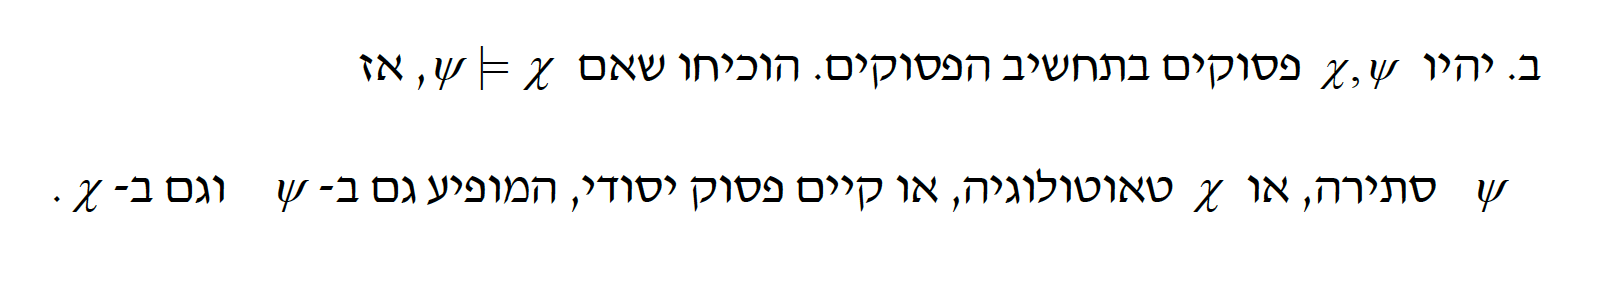 ב. יהיו χ,ψ פסוקים בתחשיב הפסוקים. הוכיחו שאם ψ ⊨ χ, אז
ψ סתירה, או χ טאוטולוגיה, או קיים פסוק יסודי, המופיע גם ב- ψ וגם ב- χ .